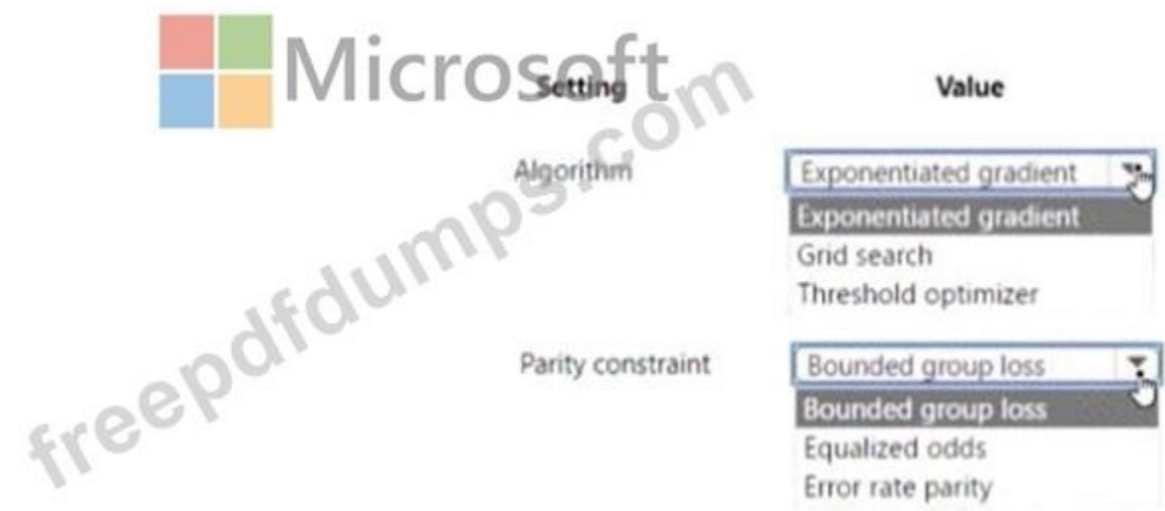 Microsoft
Setting Value
freepdfdumps.com
Algorithm Exponentiated gradient
Exponentiated gradient
Grid search
Threshold optimizer
Parity constraint Bounded group loss
Bounded group loss
Equalized odds
Error rate parity